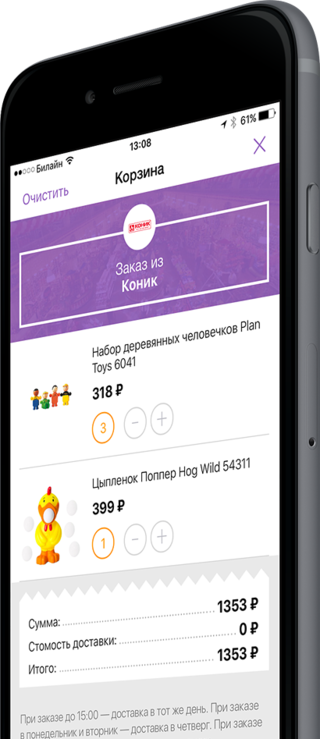 Билайн 13:08 61%
Очистить Корзина
КОНИК
Заказ из
Коник
Набор деревянных человечков Plan
Toys 6041
318 ₽
3 − +
Цыпленок Поппер Hog Wild 54311
399 ₽
1 − +
Сумма: 1353 ₽
Стомость доставки: 0 ₽
Итого: 1353 ₽
При заказе до 15:00 — доставка в тот же день. При заказе
в понедельник и вторник — доставка в четверг. При заказе